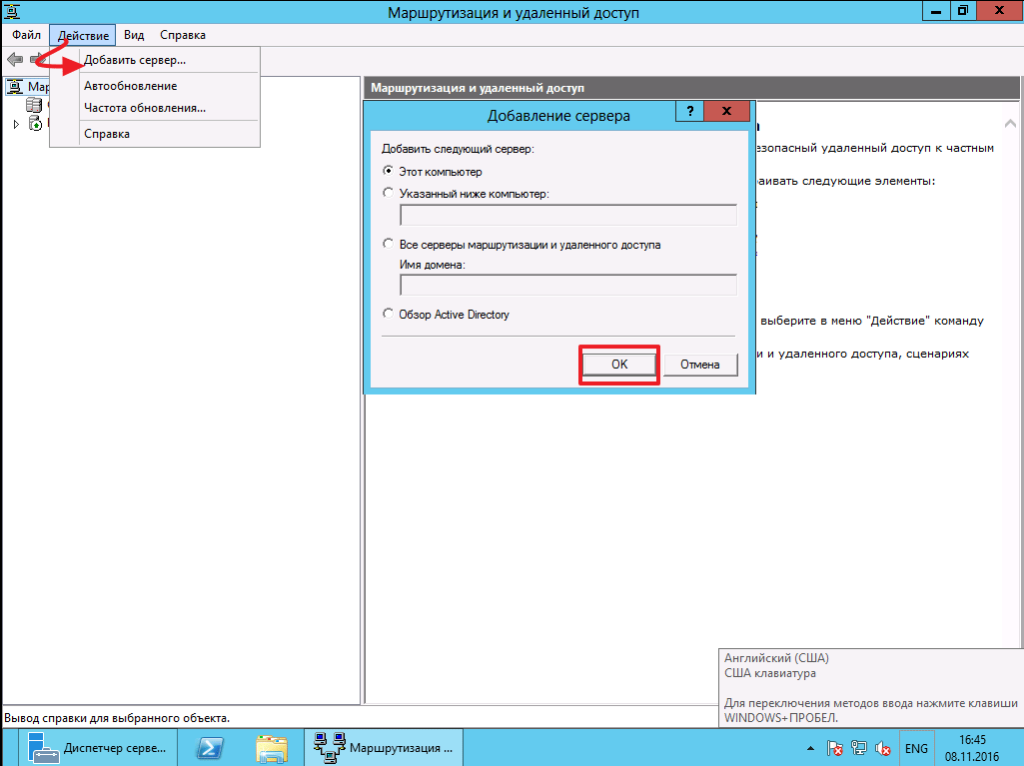 Маршрутизация и удаленный доступ
Файл Действие Вид Справка
Добавить сервер...
Автообновление
Частота обновления...
Справка
Мар
Маршрутизация и удаленный доступ
Добавление сервера
?
Добавить следующий сервер:
Этот компьютер
Указанный ниже компьютер:
Все серверы маршрутизации и удаленного доступа
Имя домена:
Обзор Active Directory
OK Отмена
езопасный удаленный доступ к частным
аивать следующие элементы:
выберите в меню "Действие" команду
и и удаленного доступа, сценариях
Английский (США)
США клавиатура
Для переключения методов ввода нажмите клавиши
WINDOWS+ПРОБЕЛ.
Вывод справки для выбранного объекта.
Диспетчер серве...
Маршрутизация ...
ENG
16:45
08.11.2016